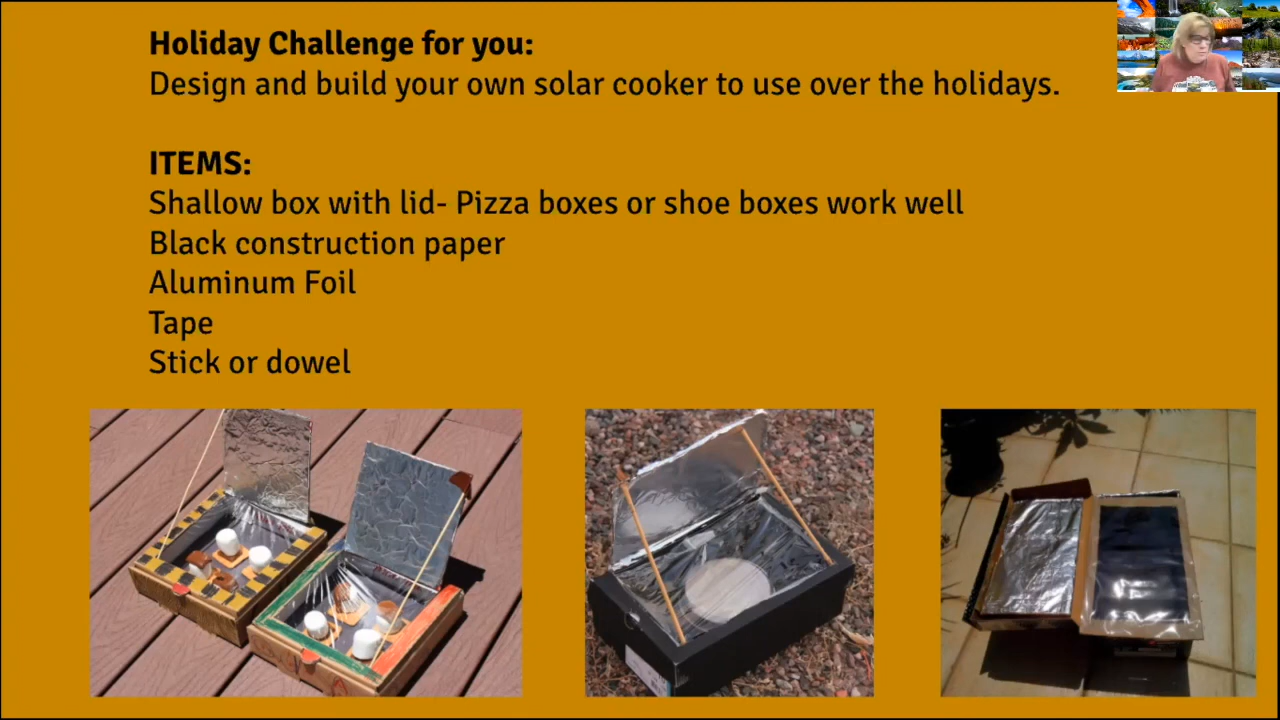 Holiday Challenge for you:
Design and build your own solar cooker to use over the holidays.
ITEMS:
Shallow box with lid- Pizza boxes or shoe boxes work well
Black construction paper
Aluminum Foil
Tape
Stick or dowel